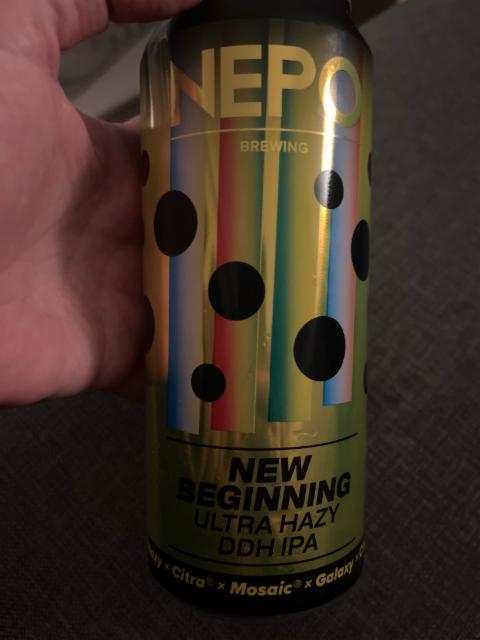 NEPO
BREWING
NEW
BEGINNING
ULTRA HAZY
DDH IPA
× Citra® × Mosaic® × Galaxy ×